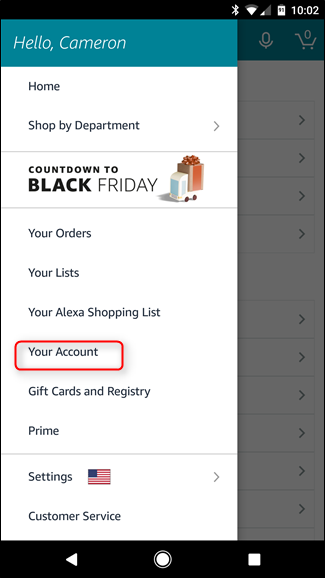 10:02
Hello, Cameron
0
Home
Shop by Department
COUNTDOWN TO
BLACK FRIDAY
Your Orders
Your Lists
Your Alexa Shopping List
Your Account
Gift Cards and Registry
Prime
Settings
Customer Service